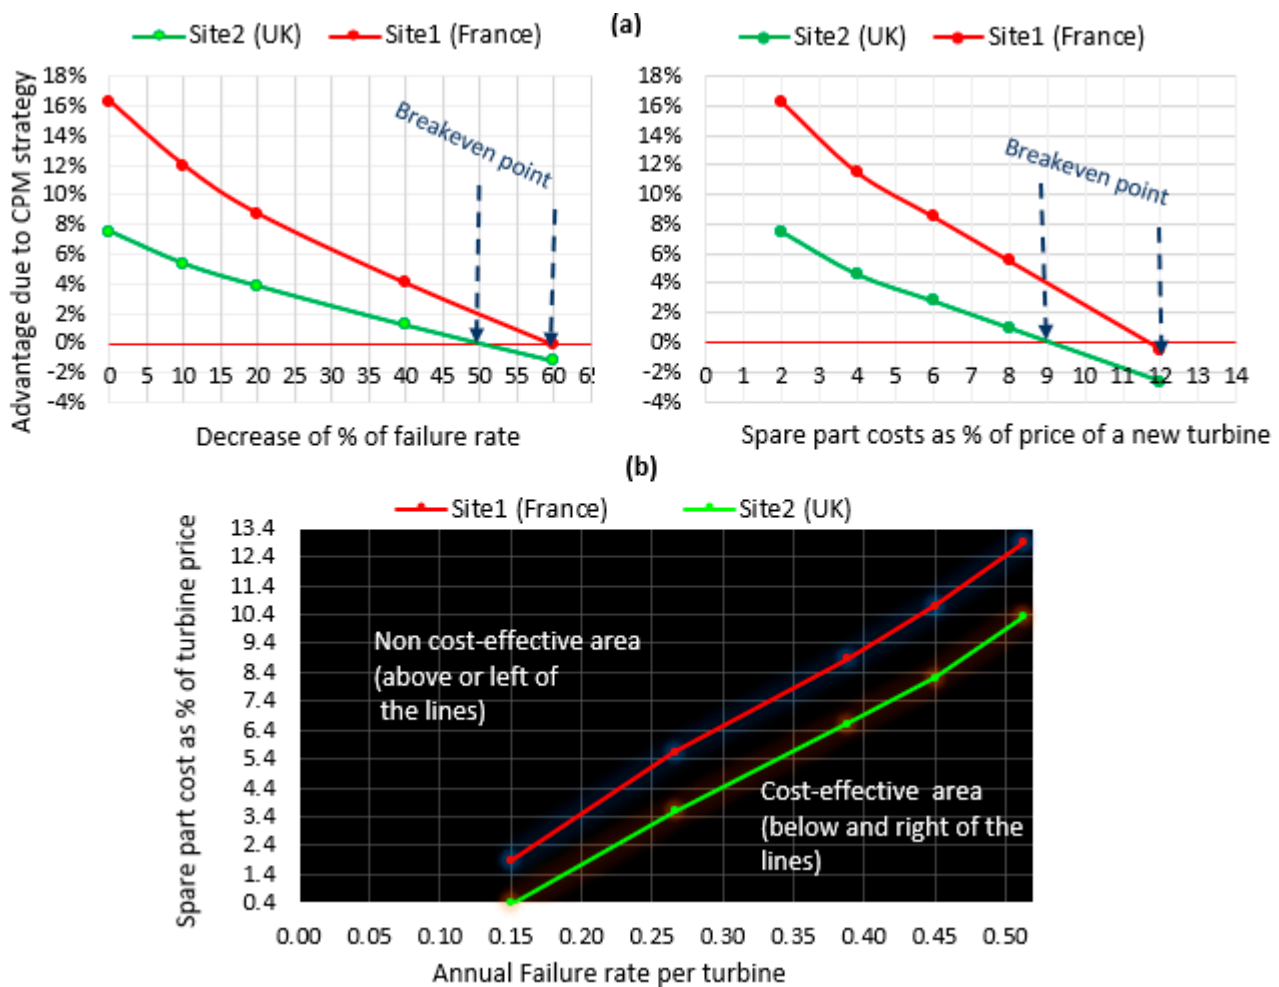 (a)
Site2 (UK) Site1 (France)
Site2 (UK) Site1 (France)
Advantage due to CPM strategy
18%
16%
14%
12%
10%
8%
6%
4%
2%
0%
-2%
-4%
Breakeven point
0 5 10 15 20 25 30 35 40 45 50 55 60
Decrease of % of failure rate
18%
16%
14%
12%
10%
8%
6%
4%
2%
0%
-2%
-4%
Breakeven point
0 1 2 3 4 5 6 7 8 9 10 11 12 13 14
Spare part costs as % of price of a new turbine
(b)
Site1 (France) Site2 (UK)
Spare part cost as % of turbine price
13.4
12.4
11.4
10.4
9.4
8.4
7.4
6.4
5.4
4.4
3.4
2.4
1.4
0.4
Non cost-effective area
(above or left of
the lines)
Cost-effective area
(below and right of the
lines)
0.00 0.05 0.10 0.15 0.20 0.25 0.30 0.35 0.40 0.45 0.50
Annual Failure rate per turbine